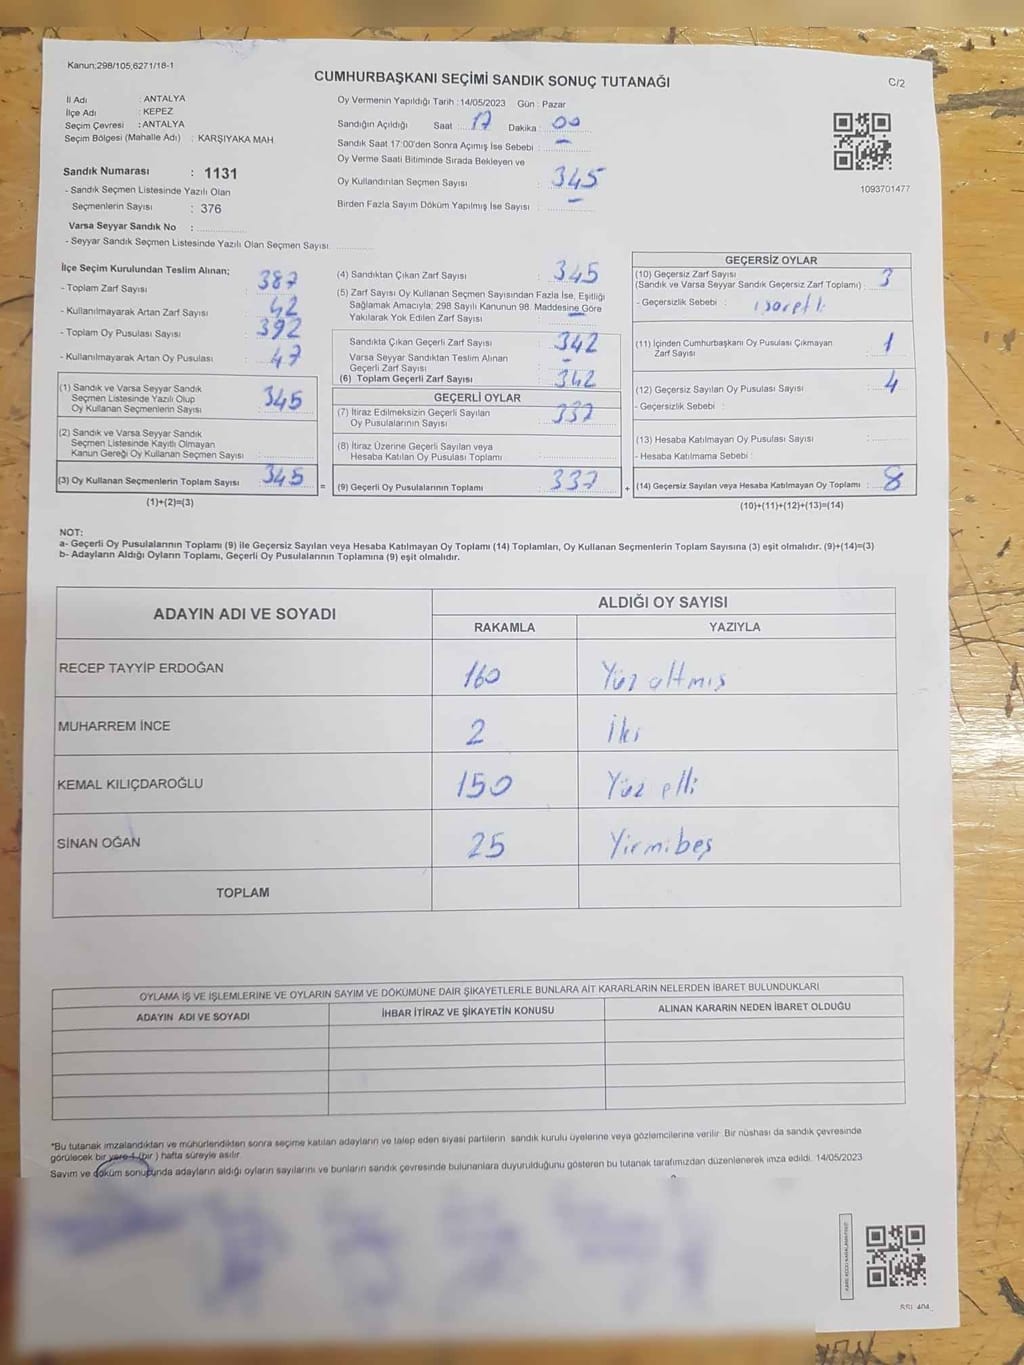 Kanun:298/105,6271/18-1
CUMHURBAŞKANI SEÇİMİ SANDIK SONUÇ TUTANAĞI
C/2
İl Adı : ANTALYA
İlçe Adı : KEPEZ
Seçim Çevresi : ANTALYA
Seçim Bölgesi (Mahalle Adı) : KARŞIYAKA MAH
Sandık Numarası : 1131
- Sandık Seçmen Listesinde Yazılı Olan
Seçmenlerin Sayısı : 376
Varsa Seyyar Sandık No :
- Seyyar Sandık Seçmen Listesinde Yazılı Olan Seçmen Sayısı
Oy Vermenin Yapıldığı Tarih :14/05/2023 Gün : Pazar
Sandığın Açıldığı Saat : 17 Dakika : 00
Sandık Saat 17:00'den Sonra Açımış İse Sebebi : -
Oy Verme Saati Bitiminde Sırada Bekleyen ve
Oy Kullandırılan Seçmen Sayısı : 345
Birden Fazla Sayım Döküm Yapılmış İse Sayısı : -
1093701477
İlçe Seçim Kurulundan Teslim Alınan;
- Toplam Zarf Sayısı : 387
- Kullanılmayarak Artan Zarf Sayısı : 42
- Toplam Oy Pusulası Sayısı : 392
- Kullanılmayarak Artan Oy Pusulası : 47
(1) Sandık ve Varsa Seyyar Sandık
Seçmen Listesinde Yazılı Olup
Oy Kullanan Seçmenlerin Sayısı : 345
(2) Sandık ve Varsa Seyyar Sandık
Seçmen Listesinde Kayıtlı Olmayan
Kanun Gereği Oy Kullanan Seçmen Sayısı :
(3) Oy Kullanan Seçmenlerin Toplam Sayısı : 345
(1)+(2)=(3)
(4) Sandıktan Çıkan Zarf Sayısı : 345
(5) Zarf Sayısı Oy Kullanan Seçmen Sayısından Fazla İse, Eşitliği
Sağlamak Amacıyla; 298 Sayılı Kanunun 98. Maddesine Göre
Yakılarak Yok Edilen Zarf Sayısı : -
Sandıkta Çıkan Geçerli Zarf Sayısı : 342
Varsa Seyyar Sandıktan Teslim Alınan
Geçerli Zarf Sayısı : -
(6) Toplam Geçerli Zarf Sayısı : 342
GEÇERLİ OYLAR
(7) İtiraz Edilmeksizin Geçerli Sayılan
Oy Pusulalarının Sayısı : 337
(8) İtiraz Üzerine Geçerli Sayılan veya
Hesaba Katılan Oy Pusulası Toplamı :
= (9) Geçerli Oy Pusulalarının Toplamı : 337
GEÇERSİZ OYLAR
(10) Geçersiz Zarf Sayısı
(Sandık ve Varsa Seyyar Sandık Geçersiz Zarf Toplamı) : 3
- Geçersizlik Sebebi : işaretli
(11) İçinden Cumhurbaşkanı Oy Pusulası Çıkmayan
Zarf Sayısı : 1
(12) Geçersiz Sayılan Oy Pusulası Sayısı : 4
- Geçersizlik Sebebi :
(13) Hesaba Katılmayan Oy Pusulası Sayısı :
- Hesaba Katılmama Sebebi :
+ (14) Geçersiz Sayılan veya Hesaba Katılmayan Oy Toplamı : 8
(10)+(11)+(12)+(13)=(14)
NOT:
a- Geçerli Oy Pusulalarının Toplamı (9) ile Geçersiz Sayılan veya Hesaba Katılmayan Oy Toplamı (14) Toplamları, Oy Kullanan Seçmenlerin Toplam Sayısına (3) eşit olmalıdır. (9)+(14)=(3)
b- Adayların Aldığı Oyların Toplamı, Geçerli Oy Pusulalarının Toplamına (9) eşit olmalıdır.
ADAYIN ADI VE SOYADI
ALDIĞI OY SAYISI
RAKAMLA YAZIYLA
RECEP TAYYİP ERDOĞAN 160 Yüz altmış
MUHARREM İNCE 2 İki
KEMAL KILIÇDAROĞLU 150 Yüz elli
SİNAN OĞAN 25 Yirmibeş
TOPLAM
OYLAMA İŞ VE İŞLEMLERİNE VE OYLARIN SAYIM VE DÖKÜMÜNE DAİR ŞİKAYETLERLE BUNLARA AİT KARARLARIN NELERDEN İBARET BULUNDUKLARI
ADAYIN ADI VE SOYADI İHBAR İTİRAZ VE ŞİKAYETİN KONUSU ALINAN KARARIN NEDEN İBARET OLDUĞU
*Bu tutanak imzalandıktan ve mühürlendikten sonra seçime katılan adayların ve talep eden siyasi partilerin sandık kurulu üyelerine veya gözlemcilerine verilir. Bir nüshası da sandık çevresinde
görülecek bir yere 1 (bir) hafta süreyle asılır.
Sayım ve döküm sonucunda adayların aldığı oyların sayılarını ve bunların sandık çevresinde bulunanlara duyurulduğunu gösteren bu tutanak tarafımızdan düzenlenerek imza edildi. 14/05/2023